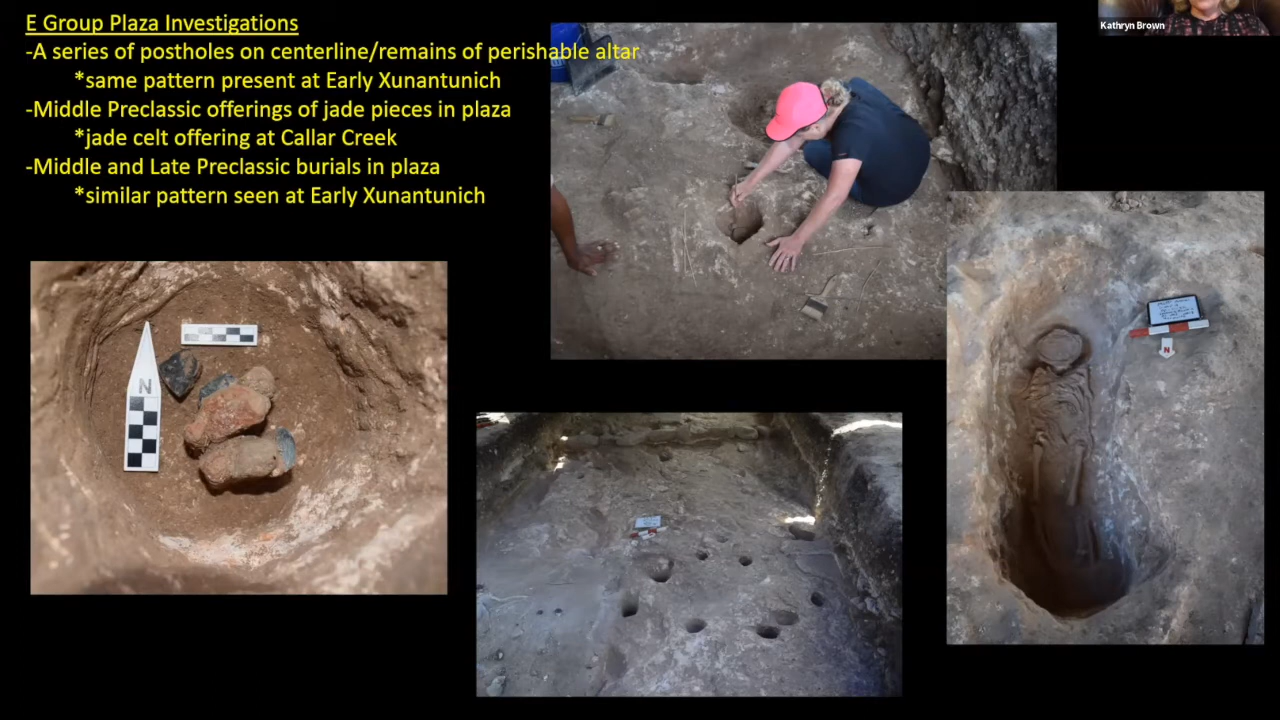 E Group Plaza Investigations
-A series of postholes on centerline/remains of perishable altar
*same pattern present at Early Xunantunich
-Middle Preclassic offerings of jade pieces in plaza
*jade celt offering at Callar Creek
-Middle and Late Preclassic burials in plaza
*similar pattern seen at Early Xunantunich
Kathryn Brown
N
N